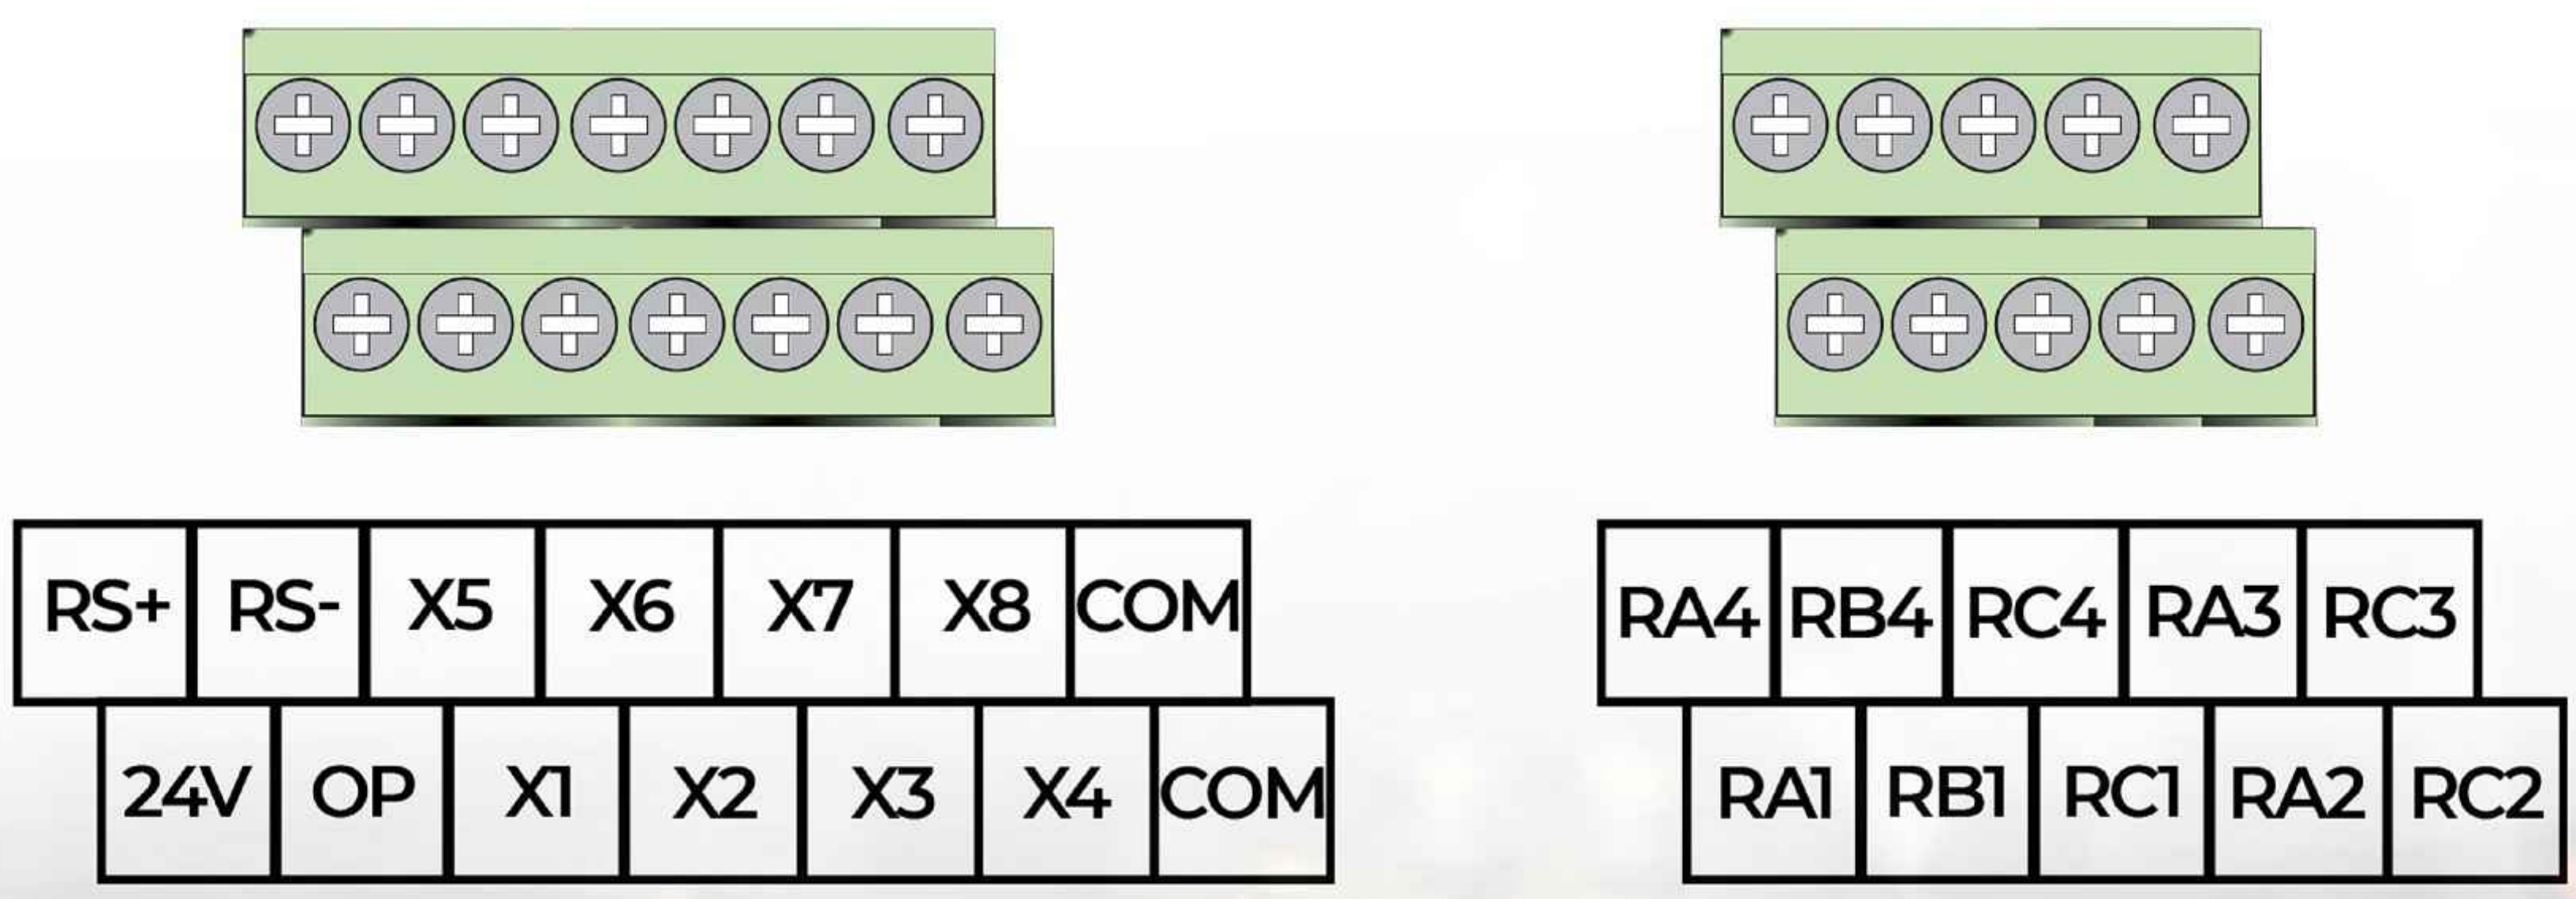 RS+ RS- X5 X6 X7 X8 COM
24V OP X1 X2 X3 X4 COM
RA4 RB4 RC4 RA3 RC3
RA1 RB1 RC1 RA2 RC2